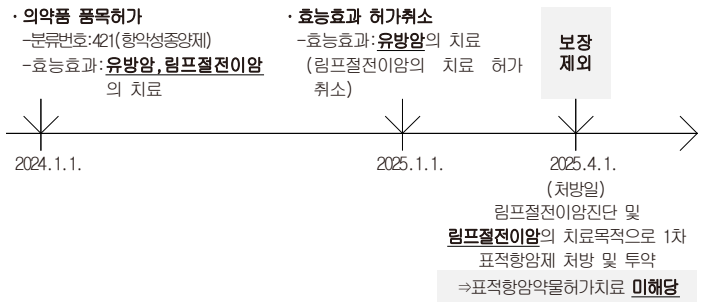 · 의약품 품목허가
-분류번호:421(항악성종양제)
-효능효과:유방암,림프절전이암
의 치료
· 효능효과 허가취소
-효능효과:유방암의 치료
(림프절전이암의 치료 허가
취소)
보장
제외
2024.1.1.
2025.1.1.
2025.4.1.
(처방일)
림프절전이암진단 및
림프절전이암의 치료목적으로 1차
표적항암제 처방 및 투약
⇒표적항암약물허가치료 미해당